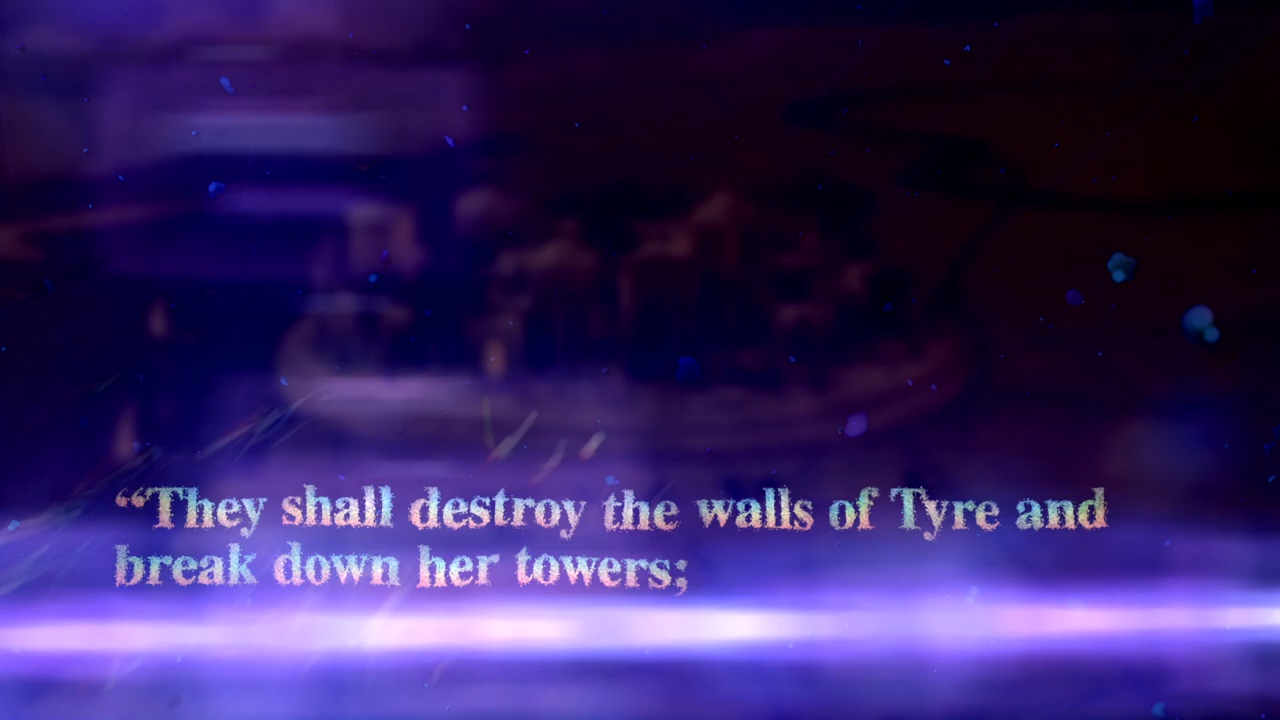 “They shall destroy the walls of Tyre and
break down her towers;